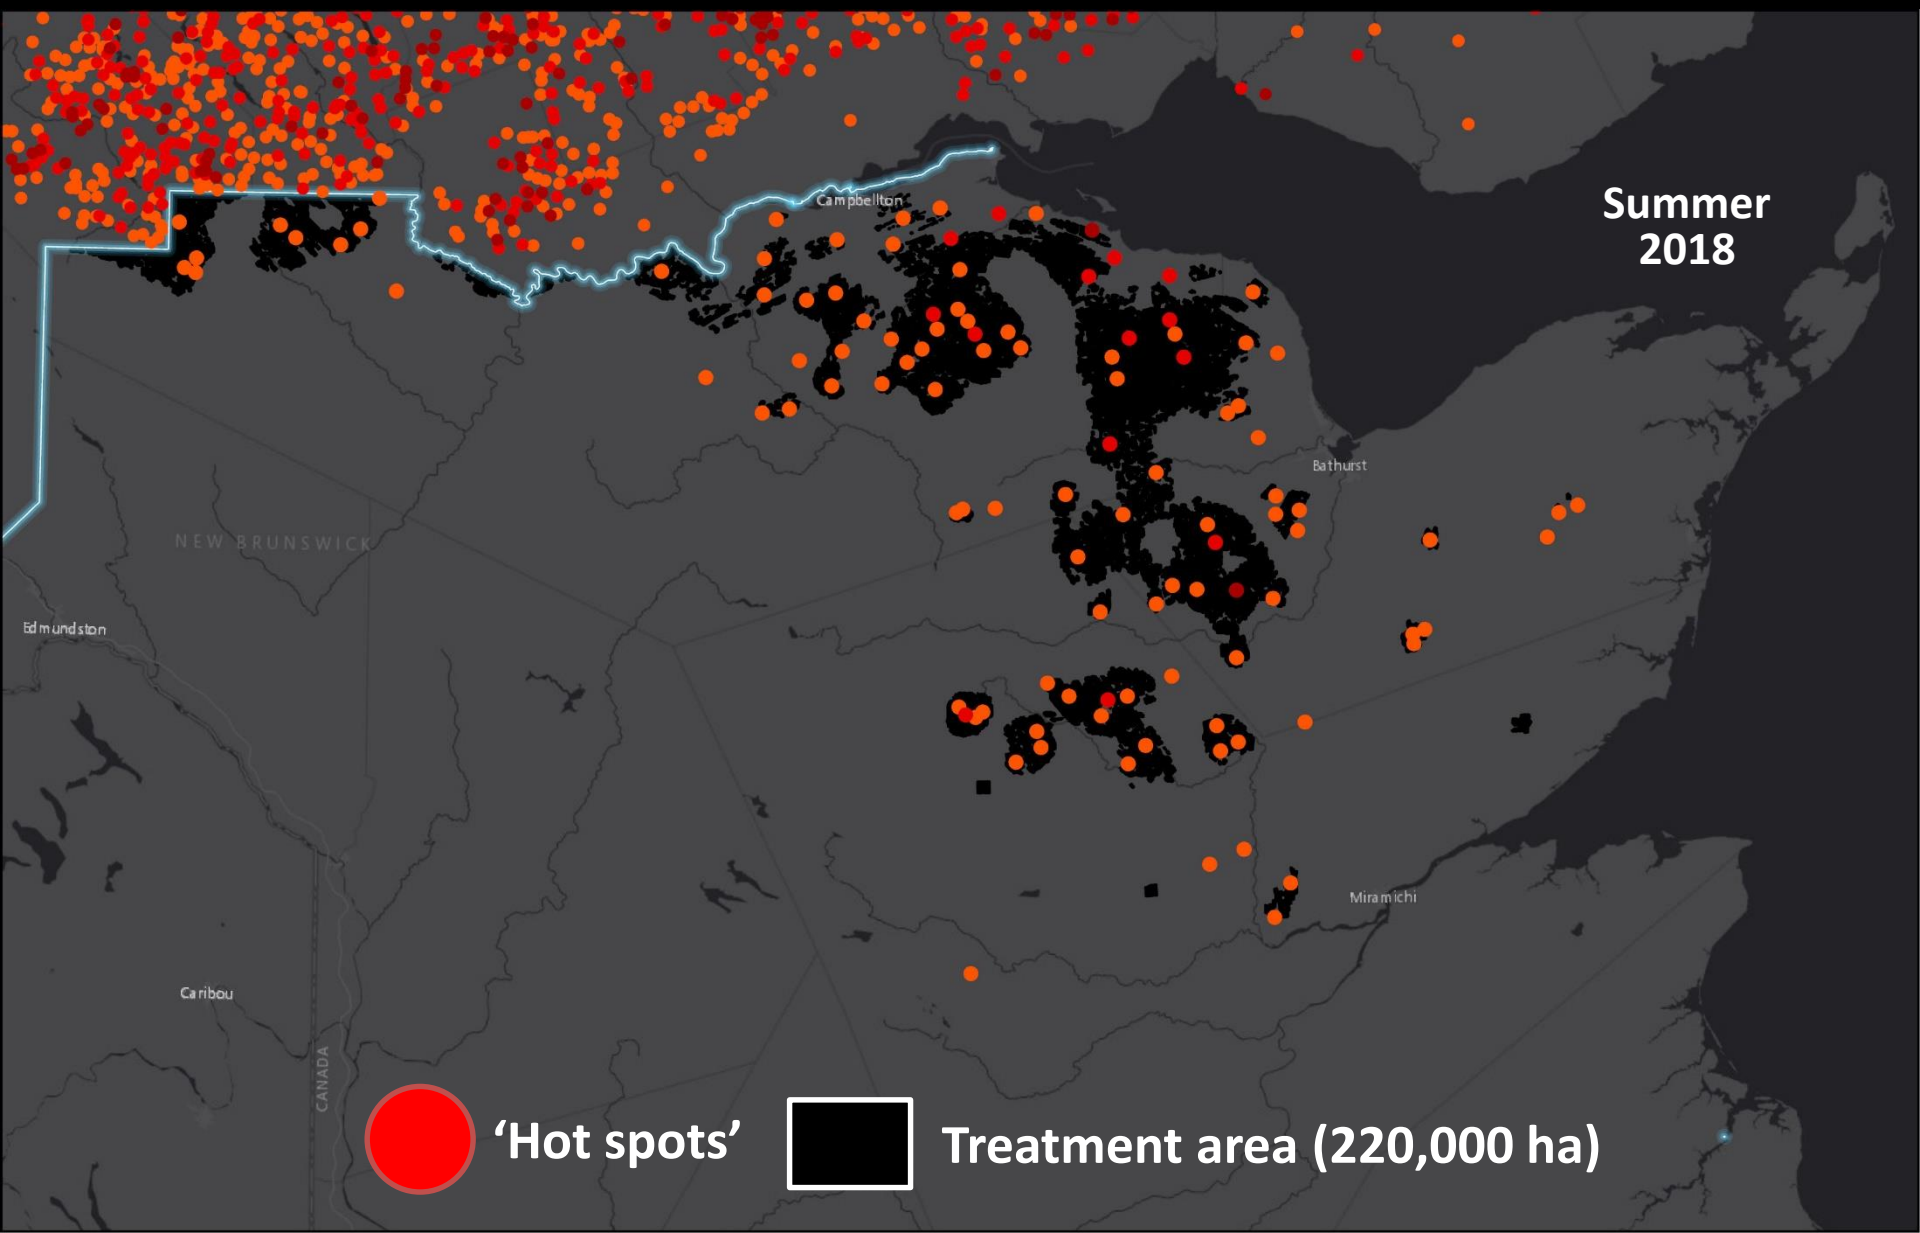 Campbellton
Summer
2018
Bathurst
NEW BRUNSWICK
Edmundston
Miramichi
Caribou
CANADA
‘Hot spots’
Treatment area (220,000 ha)